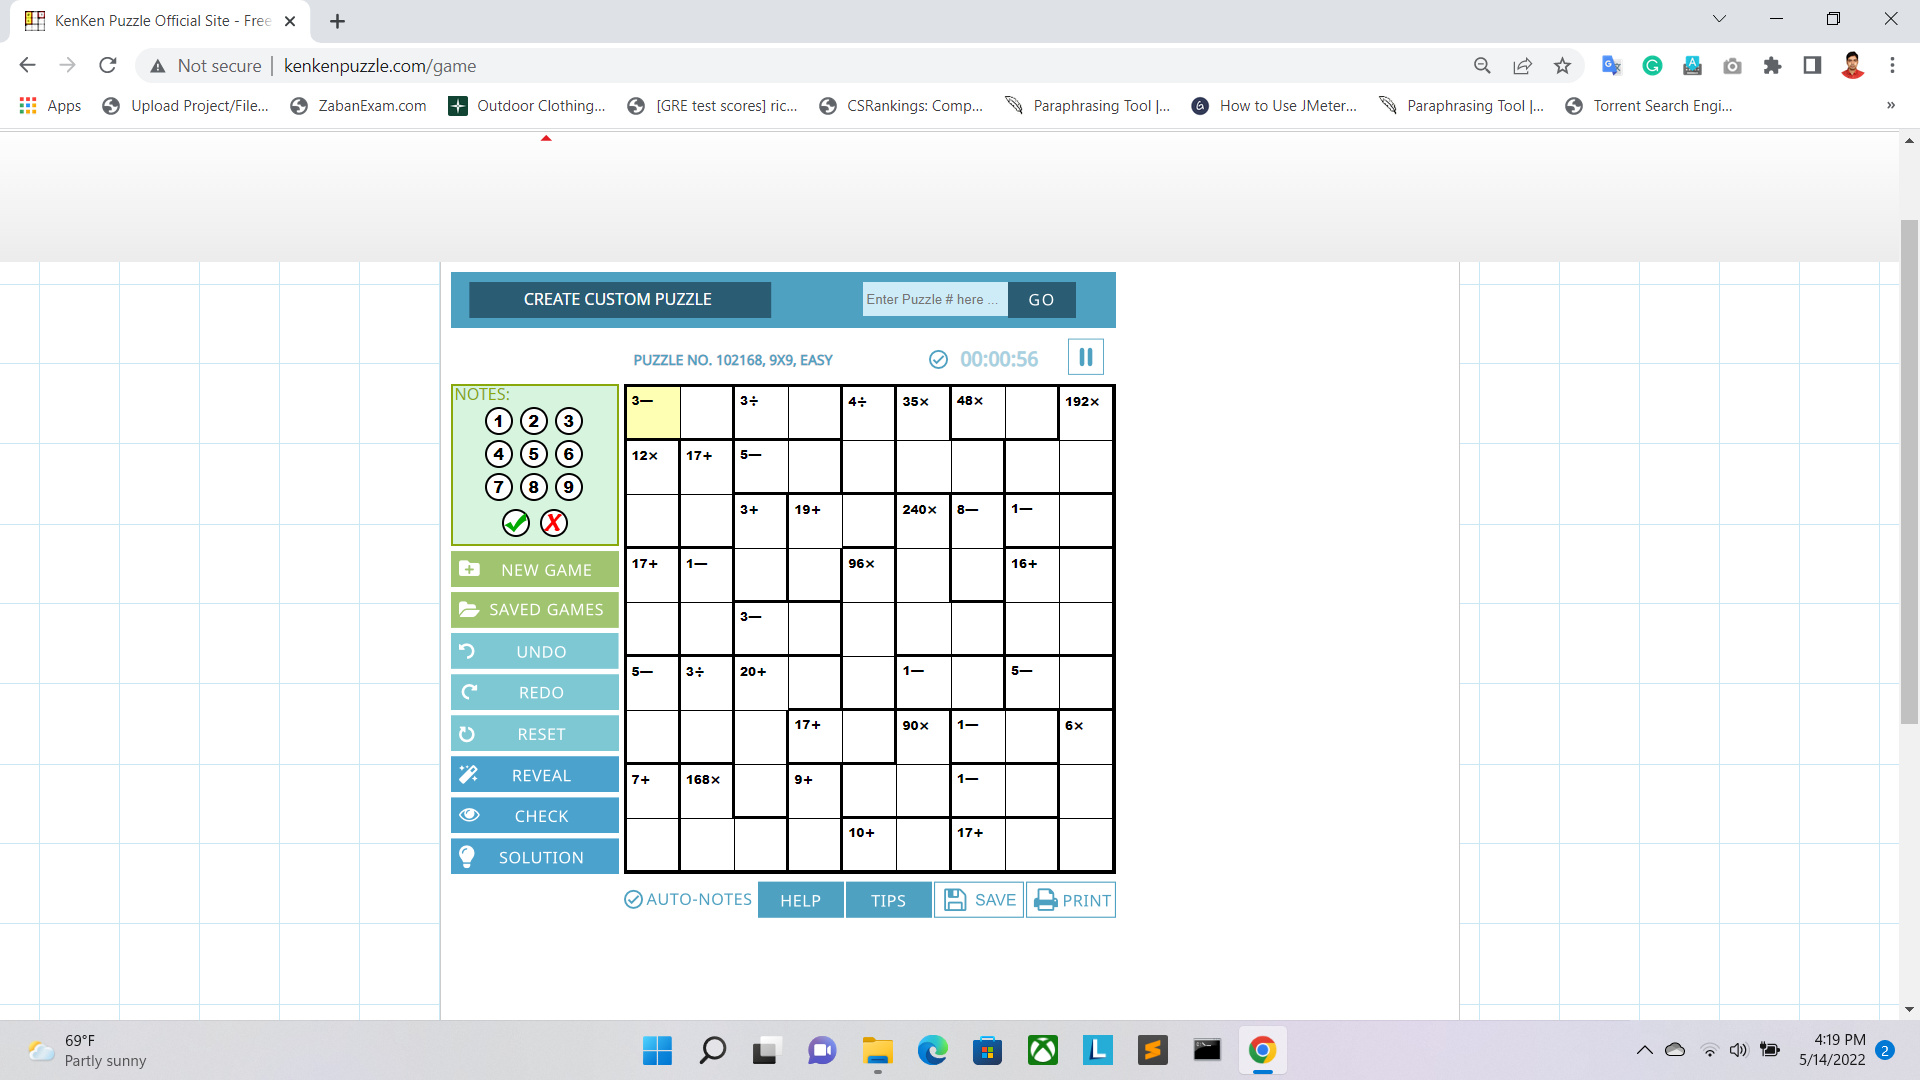 KenKen Puzzle Official Site - Free
Not secure | kenkenpuzzle.com/game
Apps Upload Project/File... ZabanExam.com Outdoor Clothing... [GRE test scores] ric... CSRankings: Comp... Paraphrasing Tool |... How to Use JMeter... Paraphrasing Tool |... Torrent Search Engi... »
CREATE CUSTOM PUZZLE
Enter Puzzle # here ...
GO
PUZZLE NO. 102168, 9X9, EASY
00:00:56
NOTES:
1 2 3
4 5 6
7 8 9
NEW GAME
SAVED GAMES
UNDO
REDO
RESET
REVEAL
CHECK
SOLUTION
3— 3÷ 4÷ 35× 48× 192×
12× 17+ 5—
3+ 19+ 240× 8— 1—
17+ 1— 96× 16+
3—
5— 3÷ 20+ 1— 5—
17+ 90× 1— 6×
7+ 168× 9+ 1—
10+ 17+
AUTO-NOTES
HELP
TIPS
SAVE
PRINT
69°F
Partly sunny
4:19 PM
5/14/2022
2